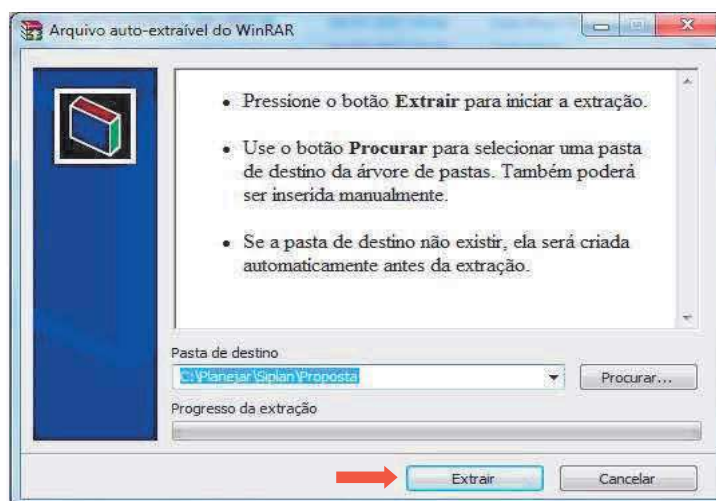 Arquivo auto-extraível do WinRAR
• Pressione o botão Extrair para iniciar a extração.
• Use o botão Procurar para selecionar uma pasta
de destino da árvore de pastas. Também poderá
ser inserida manualmente.
• Se a pasta de destino não existir, ela será criada
automaticamente antes da extração.
Pasta de destino
C:\Planejar\Siplan\Proposta
Procurar...
Progresso da extração
Extrair
Cancelar